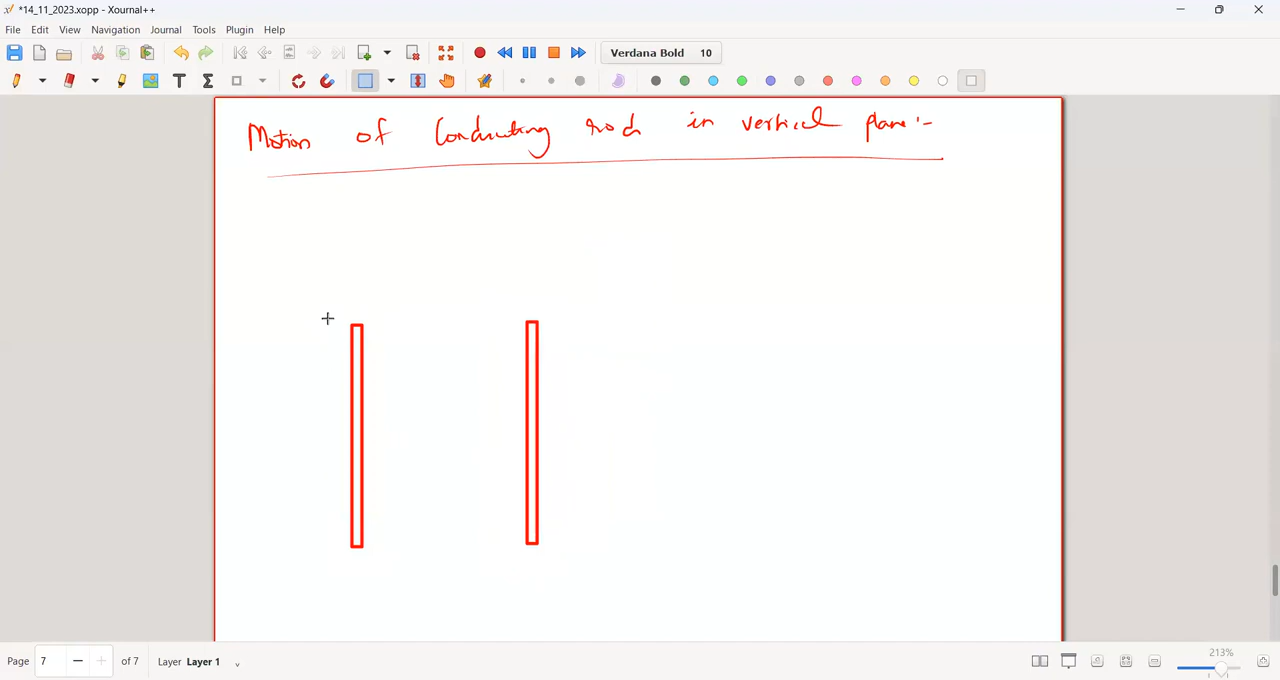 *14_11_2023.xopp - Xournal++
File Edit View Navigation Journal Tools Plugin Help
Verdana Bold 10
Motion of Conducting rod in vertical plane :-
Page 7 of 7 Layer Layer 1
213%